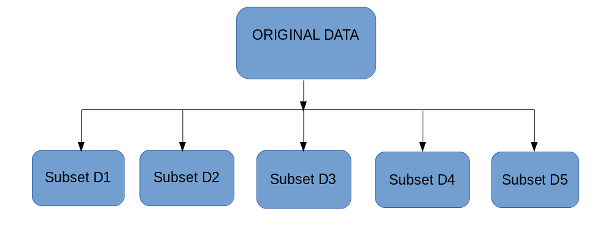 ORIGINAL DATA
Subset D1
Subset D2
Subset D3
Subset D4
Subset D5